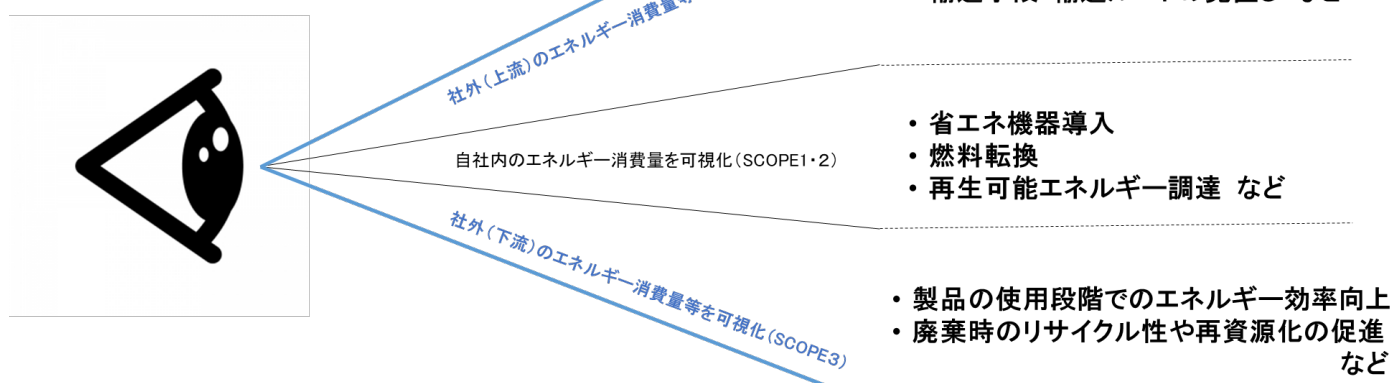 社外(上流)のエネルギー消費量
自社内のエネルギー消費量を可視化(SCOPE1・2)
・省エネ機器導入
・燃料転換
・再生可能エネルギー調達 など
社外(下流)のエネルギー消費量等を可視化(SCOPE3)
・製品の使用段階でのエネルギー効率向上
・廃棄時のリサイクル性や再資源化の促進
など